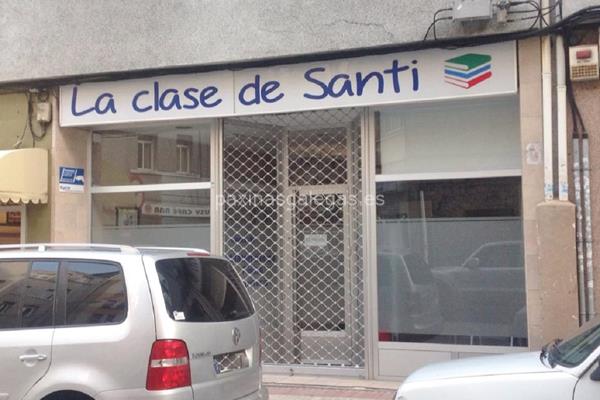 La clase de Santi
paxinasgalegas.es